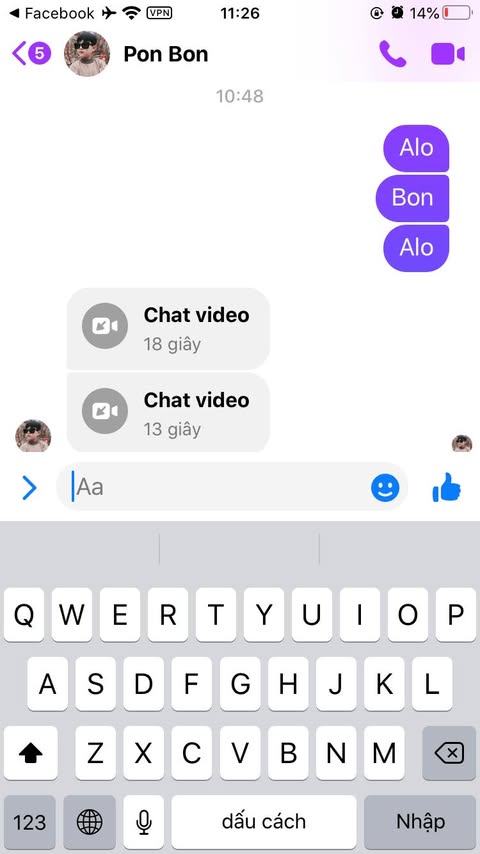 Facebook VPN 11:26 14%
5 Pon Bon
10:48
Alo
Bon
Alo
Chat video
18 giây
Chat video
13 giây
Aa
Q W E R T Y U I O P
A S D F G H J K L
Z X C V B N M
123 dấu cách Nhập